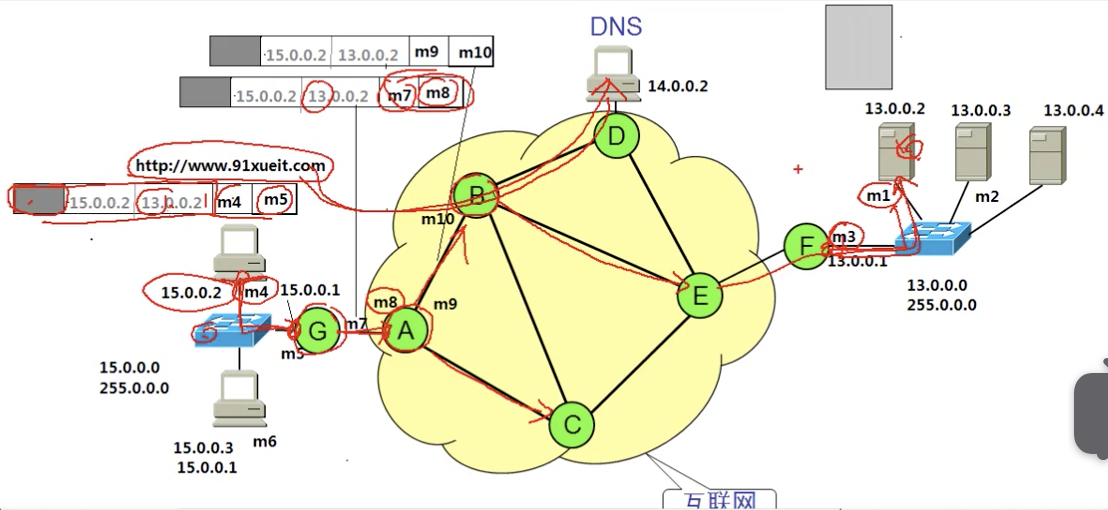 DNS
·15.0.0.2 13.0.0.2 m9 m10
15.0.0.2 13.0.0.2 m7 m8
14.0.0.2
13.0.0.2 13.0.0.3 13.0.0.4
http://www.91xueit.com
15.0.0.2 13.0.0.2 m4 m5
D
B
m10
m1 m2
F m3
13.0.0.1
15.0.0.2 m4 15.0.0.1
m8 m9
E
13.0.0.0
255.0.0.0
G m7 A
m5
15.0.0.0
255.0.0.0
C
15.0.0.3 m6
15.0.0.1
互联网